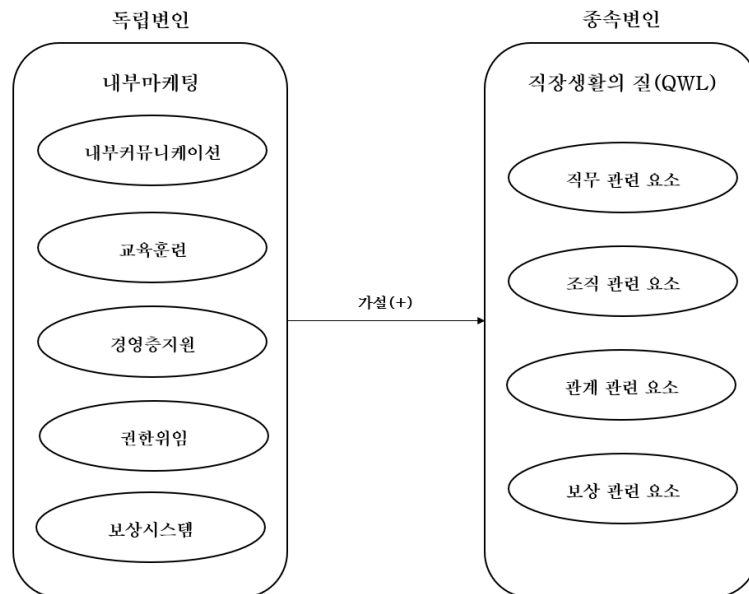 독립변인
내부마케팅
내부커뮤니케이션
교육훈련
경영층지원
권한위임
보상시스템
가설(+)
종속변인
직장생활의 질(QWL)
직무 관련 요소
조직 관련 요소
관계 관련 요소
보상 관련 요소